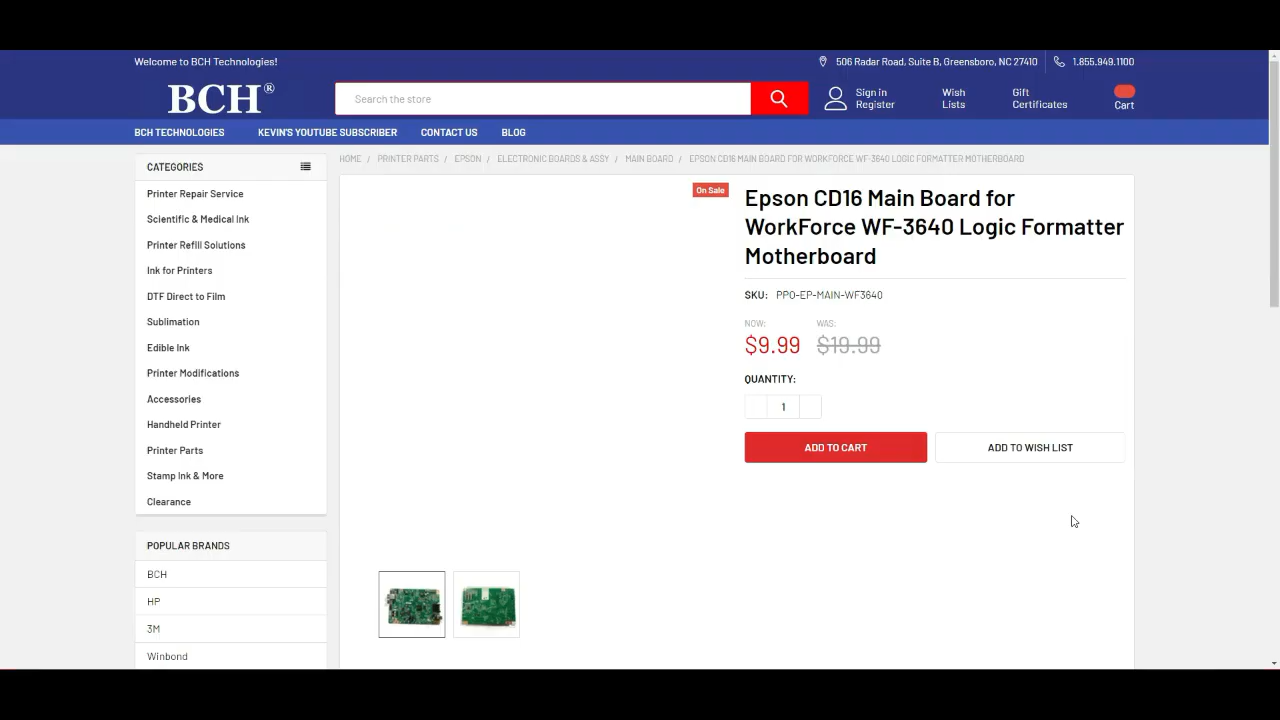 Welcome to BCH Technologies!
506 Radar Road, Suite B, Greensboro, NC 27410
1.855.949.1100
BCH®
Search the store
Sign in
Register
Wish
Lists
Gift
Certificates
Cart
BCH TECHNOLOGIES
KEVIN'S YOUTUBE SUBSCRIBER
CONTACT US
BLOG
CATEGORIES
Printer Repair Service
Scientific & Medical Ink
Printer Refill Solutions
Ink for Printers
DTF Direct to Film
Sublimation
Edible Ink
Printer Modifications
Accessories
Handheld Printer
Printer Parts
Stamp Ink & More
Clearance
POPULAR BRANDS
BCH
HP
3M
Winbond
HOME / PRINTER PARTS / EPSON / ELECTRONIC BOARDS & ASSY / MAIN BOARD / EPSON CD16 MAIN BOARD FOR WORKFORCE WF-3640 LOGIC FORMATTER MOTHERBOARD
On Sale
Epson CD16 Main Board for
WorkForce WF-3640 Logic Formatter
Motherboard
SKU: PPO-EP-MAIN-WF3640
NOW: WAS:
$9.99 $19.99
QUANTITY:
1
ADD TO CART
ADD TO WISH LIST